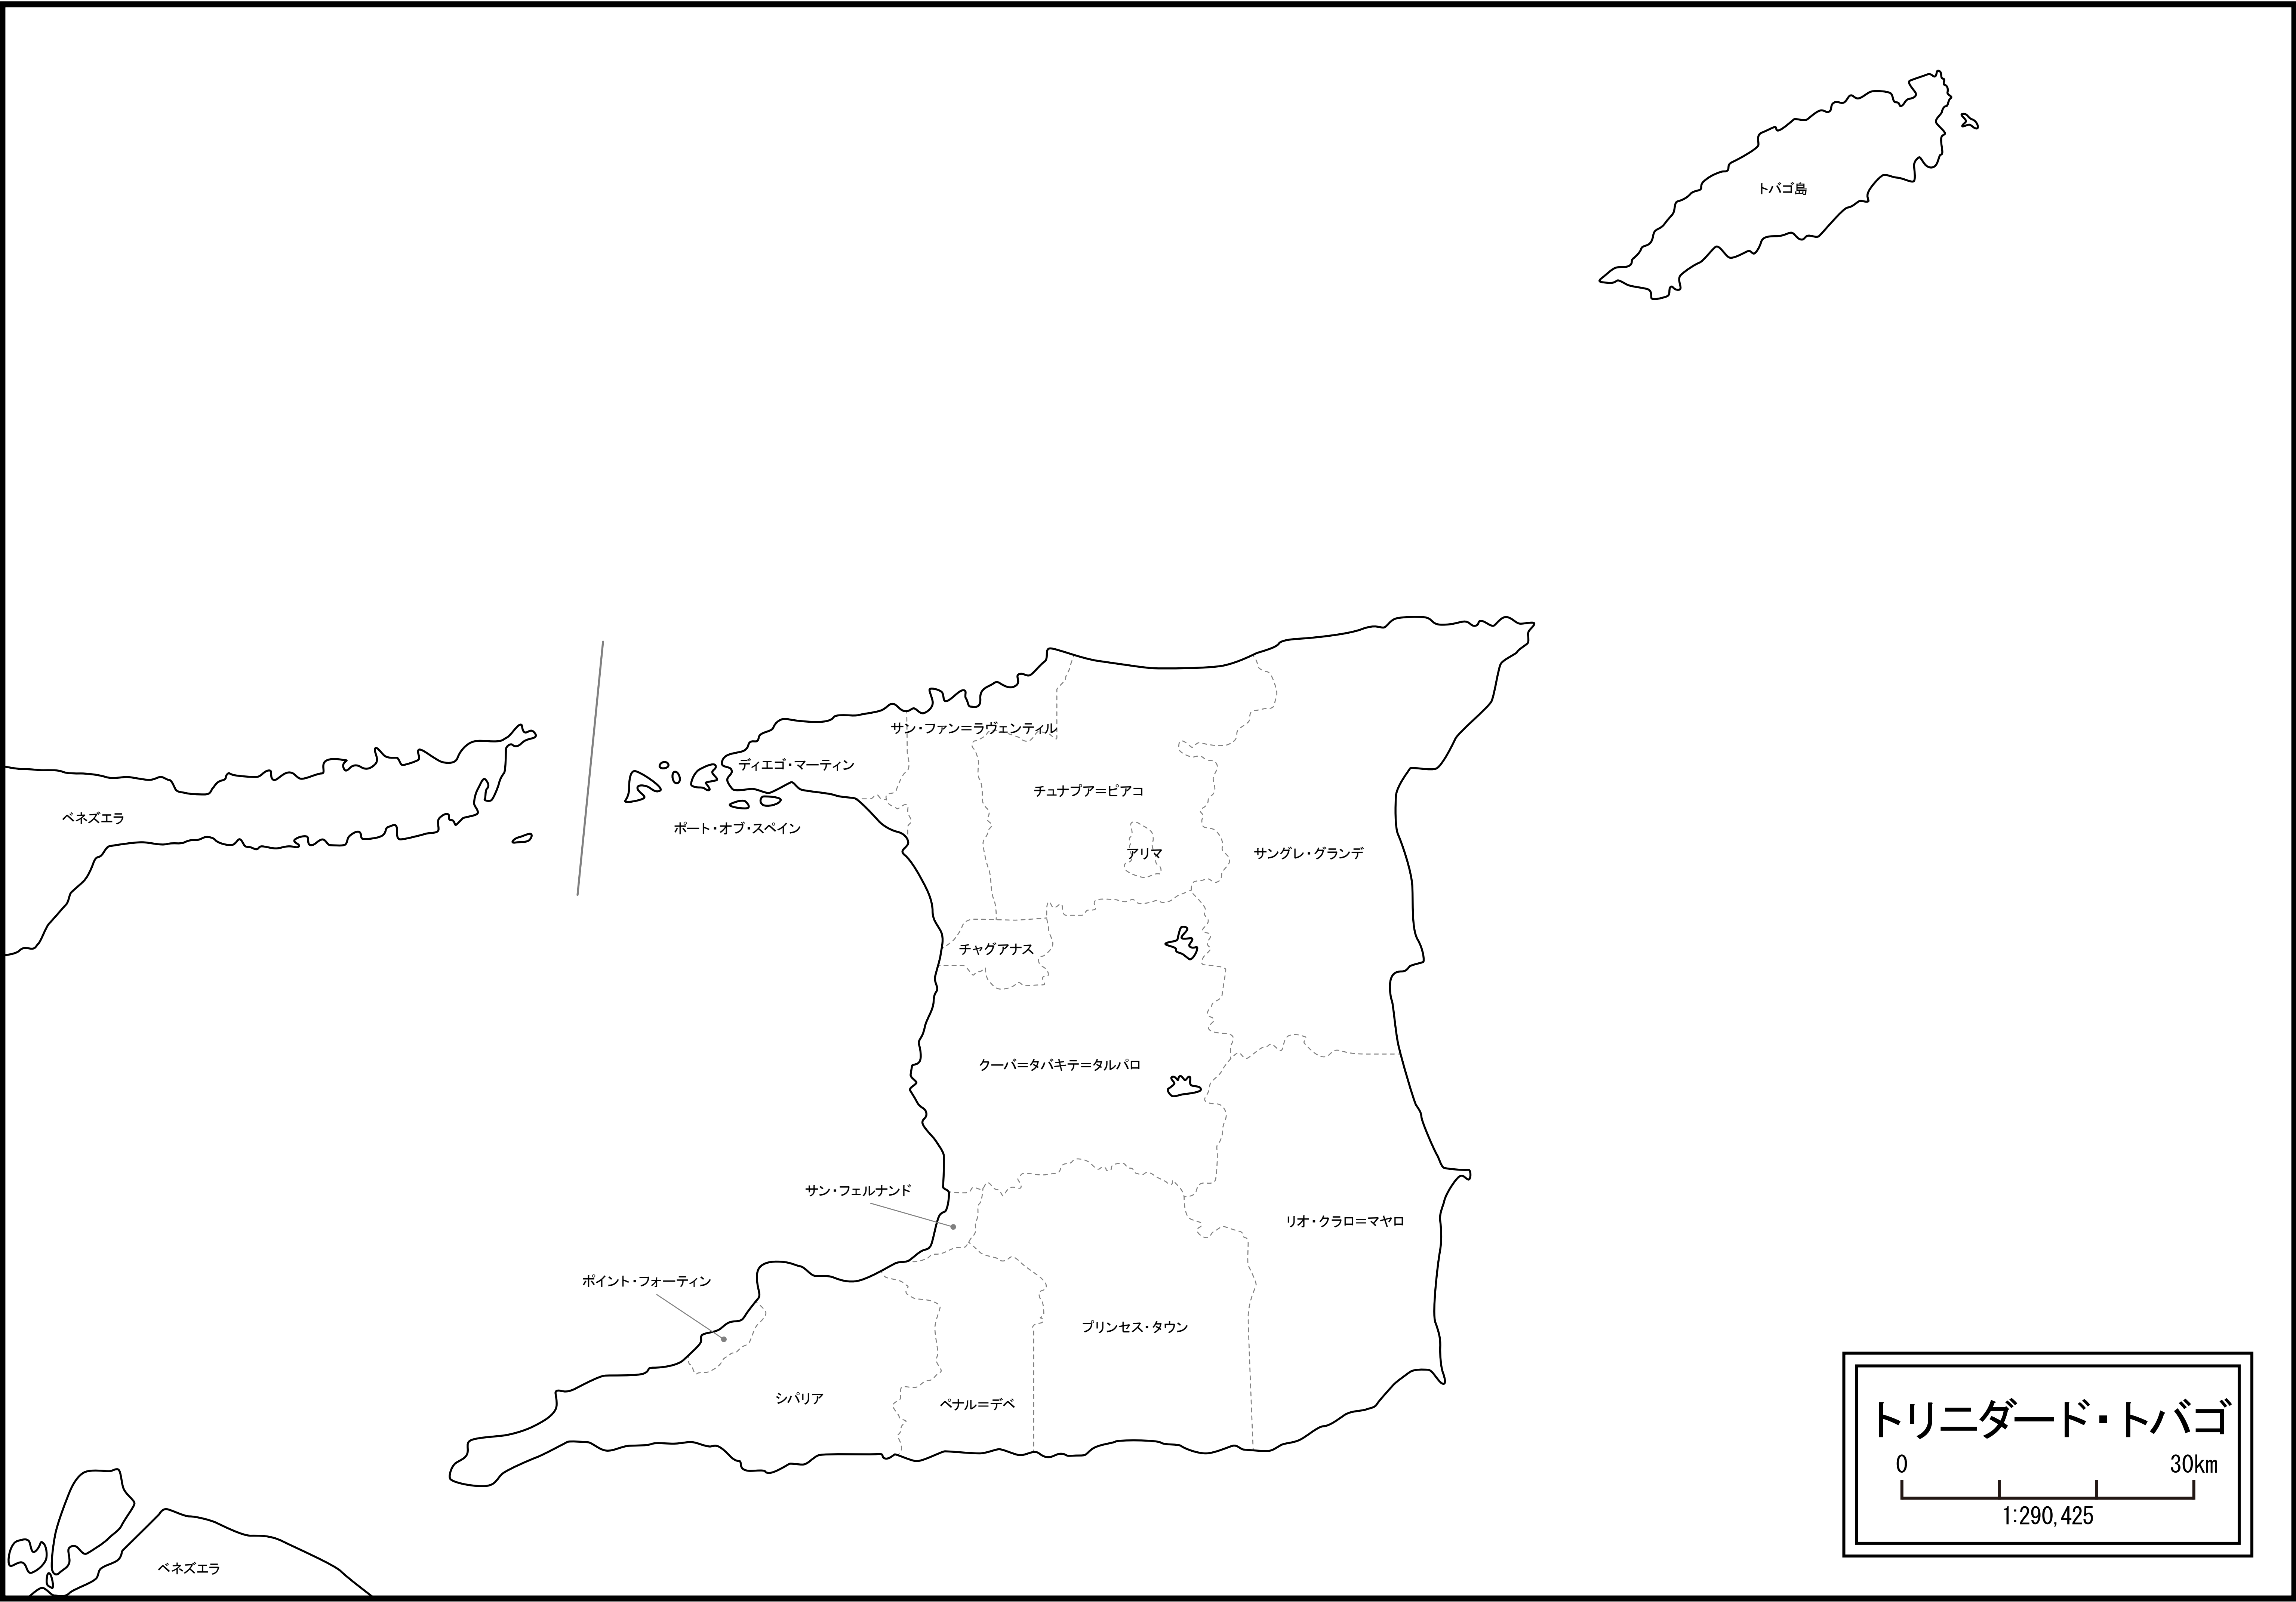 トバゴ島
サン・ファン＝ラヴェンティル
ディエゴ・マーティン
チュナプア＝ピアコ
ベネズエラ
ポート・オブ・スペイン
アリマ
サングレ・グランデ
チャグアナス
クーバ＝タバキテ＝タルパロ
サン・フェルナンド
リオ・クラロ＝マヤロ
ポイント・フォーティン
プリンセス・タウン
シパリア
ペナル＝デベ
トリニダード・トバゴ
0 30km
1:290,425
ベネズエラ